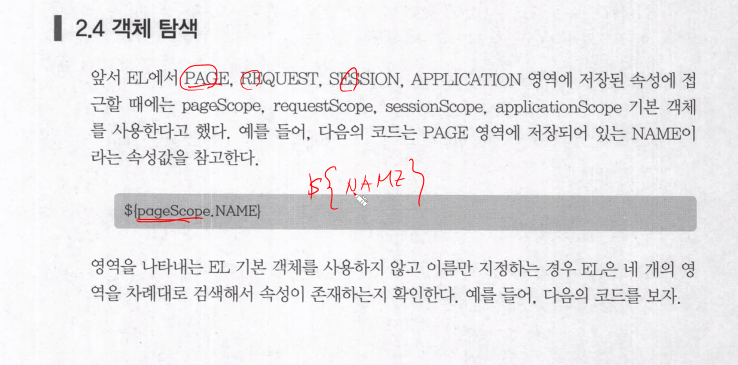 2.4 객체 탐색
앞서 EL에서 PAGE, REQUEST, SESSION, APPLICATION 영역에 저장된 속성에 접
근할 때에는 pageScope, requestScope, sessionScope, applicationScope 기본 객체
를 사용한다고 했다. 예를 들어, 다음의 코드는 PAGE 영역에 저장되어 있는 NAME이
라는 속성값을 참고한다.
${NAME}
${pageScope.NAME}
영역을 나타내는 EL 기본 객체를 사용하지 않고 이름만 지정하는 경우 EL은 네 개의 영
역을 차례대로 검색해서 속성이 존재하는지 확인한다. 예를 들어, 다음의 코드를 보자.